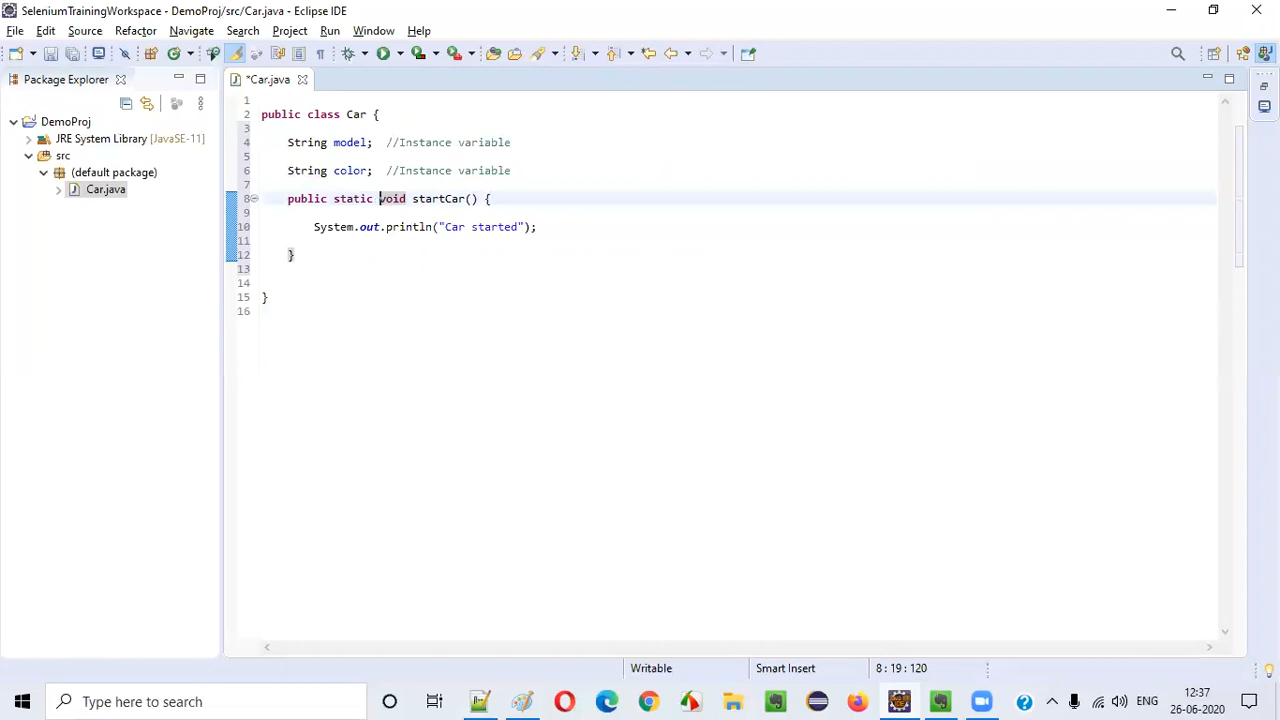 SeleniumTrainingWorkspace - DemoProj/src/Car.java - Eclipse IDE
File Edit Source Refactor Navigate Search Project Run Window Help
Package Explorer
*Car.java
DemoProj
JRE System Library [JavaSE-11]
src
(default package)
Car.java
1
2 public class Car {
3
4 String model; //Instance variable
5
6 String color; //Instance variable
7
8 public static void startCar() {
9
10 System.out.println("Car started");
11
12 }
13
14
15 }
16
Writable Smart Insert 8 : 19 : 120
Type here to search
ENG
12:37
26-06-2020